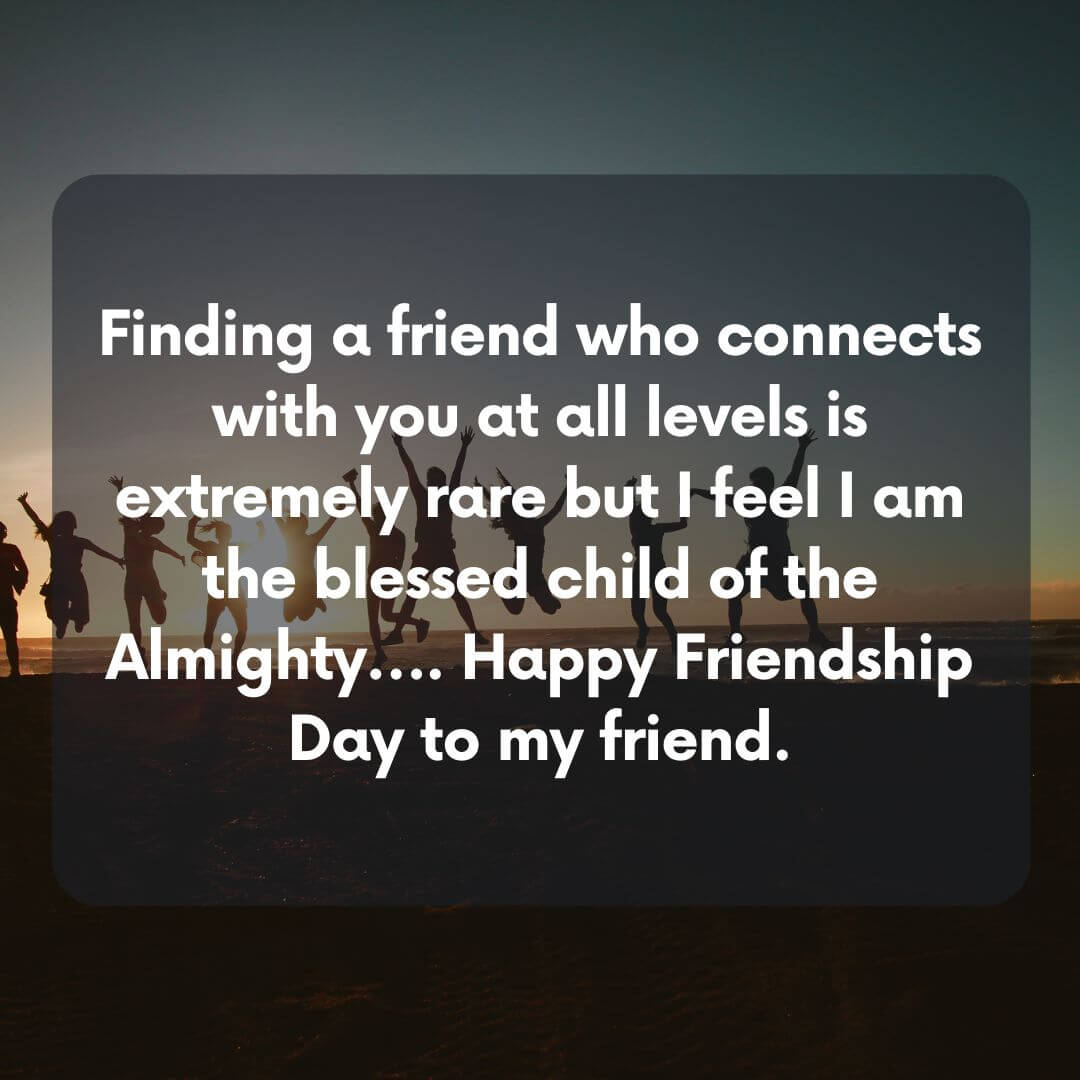 Finding a friend who connects
with you at all levels is
extremely rare but I feel I am
the blessed child of the
Almighty.... Happy Friendship
Day to my friend.